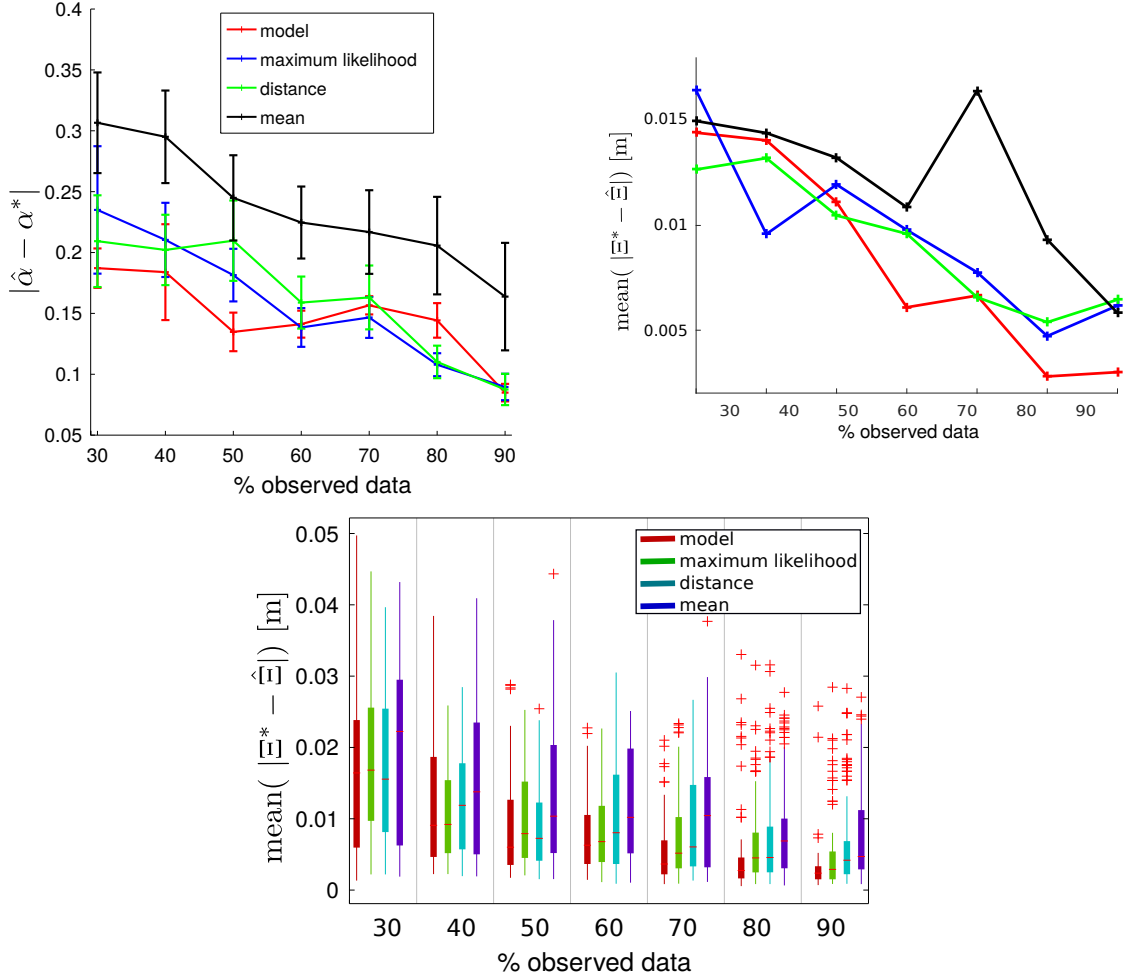 0.4
0.35
0.3
0.25
0.2
0.15
0.1
0.05
|α̂ − α*|
model
maximum likelihood
distance
mean
30 40 50 60 70 80 90
% observed data
0.015
0.01
0.005
mean( |Ξ* − Ξ̂|) [m]
30 40 50 60 70 80 90
% observed data
0.05
0.04
0.03
0.02
0.01
0
mean( |Ξ* − Ξ̂|) [m]
model
maximum likelihood
distance
mean
30 40 50 60 70 80 90
% observed data